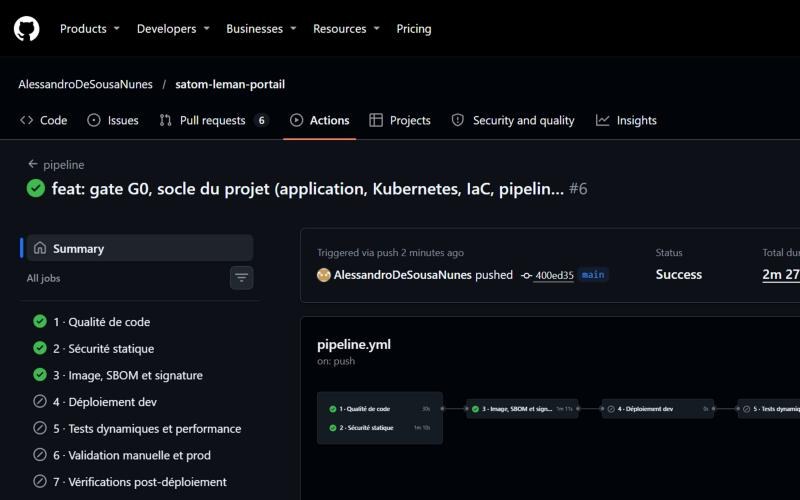 Products Developers Businesses Resources Pricing
AlessandroDeSousaNunes / satom-leman-portail
Code Issues Pull requests 6 Actions Projects Security and quality Insights
pipeline
feat: gate G0, socle du projet (application, Kubernetes, IaC, pipelin... #6
Summary
All jobs
1 · Qualité de code
2 · Sécurité statique
3 · Image, SBOM et signature
4 · Déploiement dev
5 · Tests dynamiques et performance
6 · Validation manuelle et prod
7 · Vérifications post-déploiement
Triggered via push 2 minutes ago
AlessandroDeSousaNunes pushed 400ed35 main
Status
Success
Total dur
2m 27
pipeline.yml
on: push
1 · Qualité de code 30s
2 · Sécurité statique 1m 10s
3 · Image, SBOM et sign... 1m 11s
4 · Déploiement dev 0s
5 · Tests dynamiq